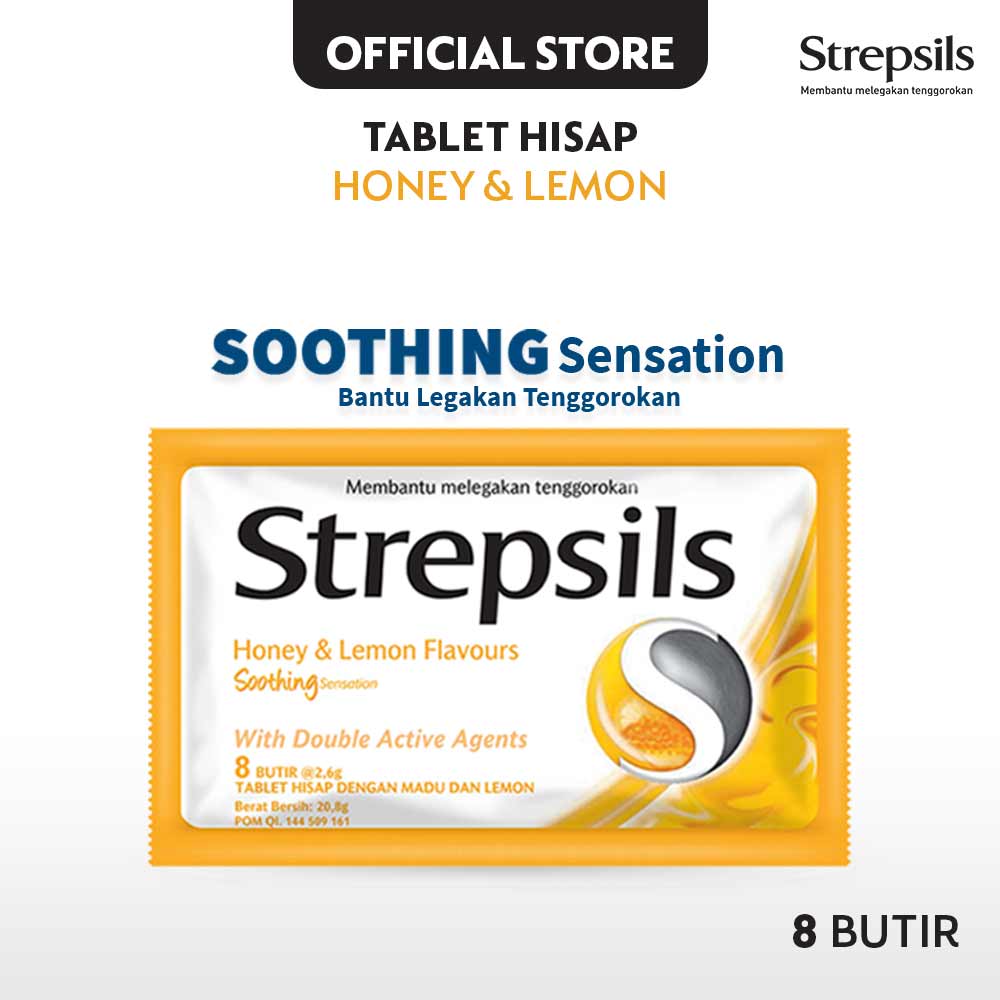 OFFICIAL STORE
Strepsils
Membantu melegakan tenggorokan
TABLET HISAP
HONEY & LEMON
SOOTHING Sensation
Bantu Legakan Tenggorokan
Membantu melegakan tenggorokan
Strepsils
Honey & Lemon Flavours
Soothing Sensation
With Double Active Agents
8 BUTIR @2,6g
TABLET HISAP DENGAN MADU DAN LEMON
Berat Bersih: 20,8g
POM QI. 144 509 161
8 BUTIR